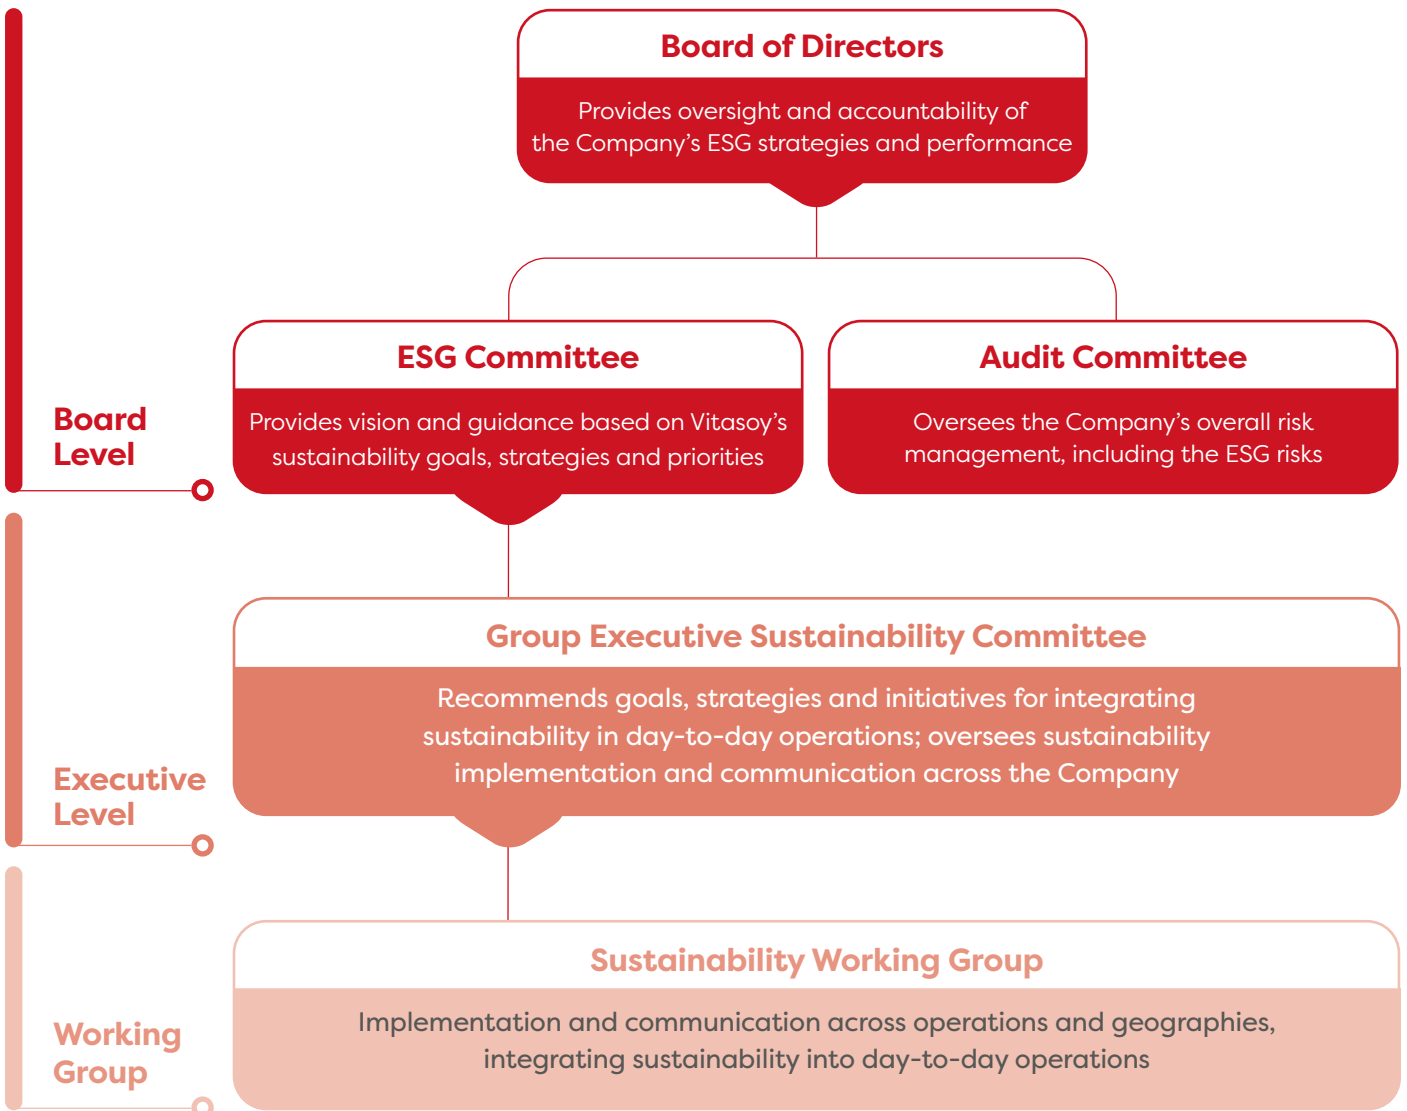 Board of Directors
Provides oversight and accountability of
the Company’s ESG strategies and performance
ESG Committee
Provides vision and guidance based on Vitasoy’s
sustainability goals, strategies and priorities
Audit Committee
Oversees the Company’s overall risk
management, including the ESG risks
Board
Level
Group Executive Sustainability Committee
Recommends goals, strategies and initiatives for integrating
sustainability in day-to-day operations; oversees sustainability
implementation and communication across the Company
Executive
Level
Sustainability Working Group
Implementation and communication across operations and geographies,
integrating sustainability into day-to-day operations
Working
Group